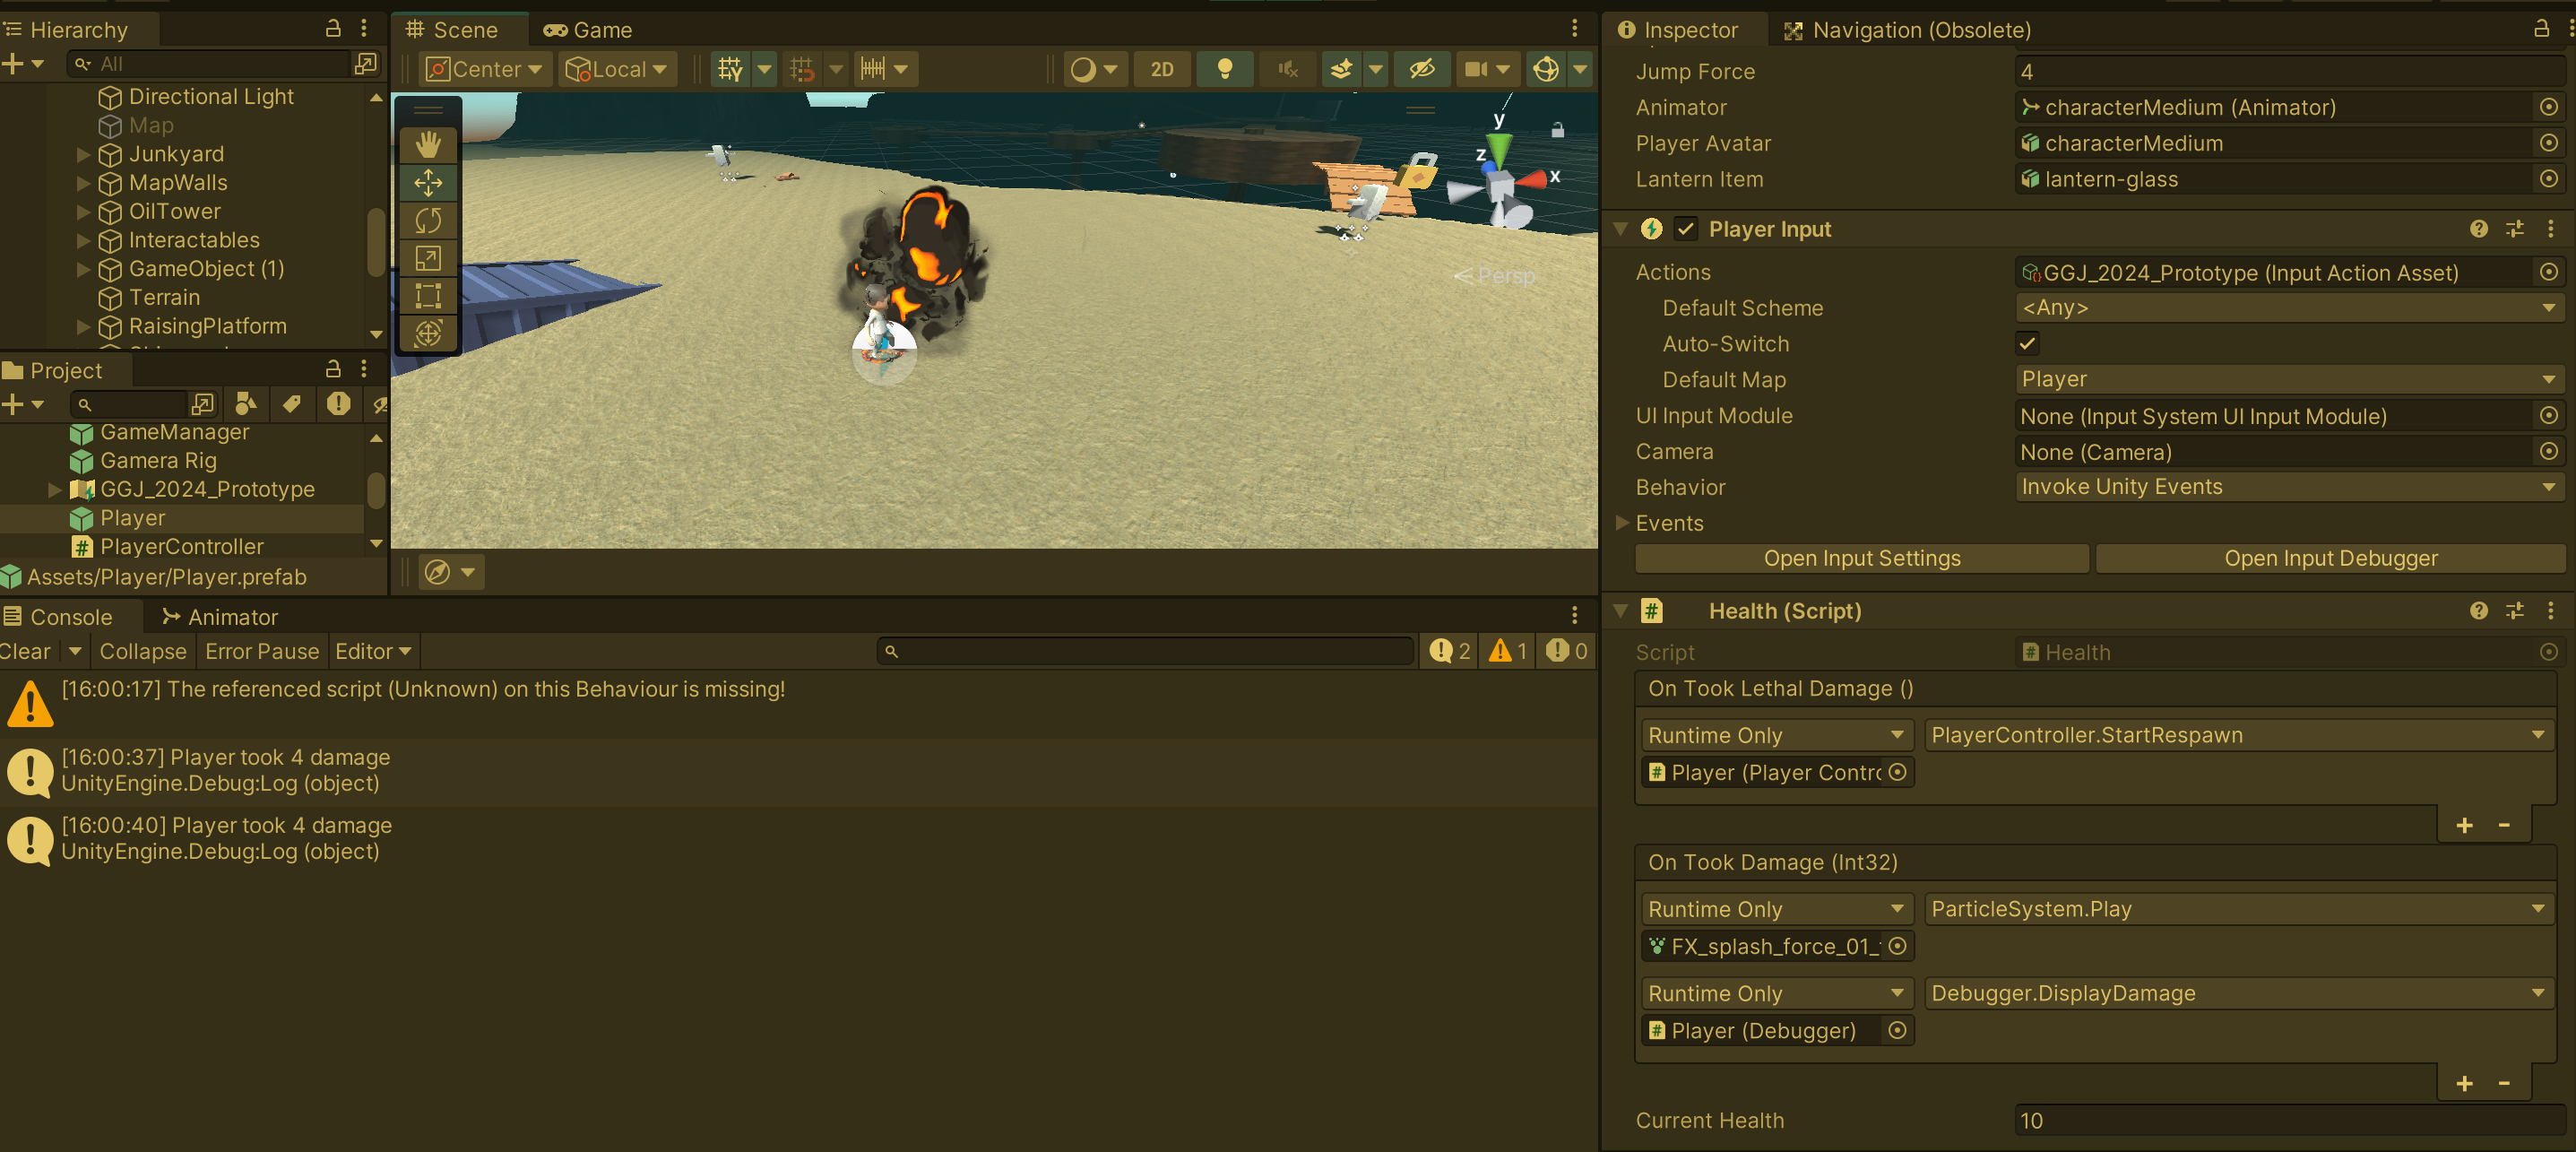 Hierarchy
All
Directional Light
Map
Junkyard
MapWalls
OilTower
Interactables
GameObject (1)
Terrain
RaisingPlatform
Project
GameManager
Gamera Rig
GGJ_2024_Prototype
Player
PlayerController
Assets/Player/Player.prefab
Scene
Game
Center
Local
2D
y
z
x
Persp
Console
Animator
Clear
Collapse
Error Pause
Editor
2
1
0
[16:00:17] The referenced script (Unknown) on this Behaviour is missing!
[16:00:37] Player took 4 damage
UnityEngine.Debug:Log (object)
[16:00:40] Player took 4 damage
UnityEngine.Debug:Log (object)
Inspector
Navigation (Obsolete)
Jump Force
4
Animator
characterMedium (Animator)
Player Avatar
characterMedium
Lantern Item
lantern-glass
Player Input
Actions
GGJ_2024_Prototype (Input Action Asset)
Default Scheme
<Any>
Auto-Switch
Default Map
Player
UI Input Module
None (Input System UI Input Module)
Camera
None (Camera)
Behavior
Invoke Unity Events
Events
Open Input Settings
Open Input Debugger
Health (Script)
Script
Health
On Took Lethal Damage ()
Runtime Only
PlayerController.StartRespawn
Player (Player Contro
+ -
On Took Damage (Int32)
Runtime Only
ParticleSystem.Play
FX_splash_force_01_
Runtime Only
Debugger.DisplayDamage
Player (Debugger)
+ -
Current Health
10